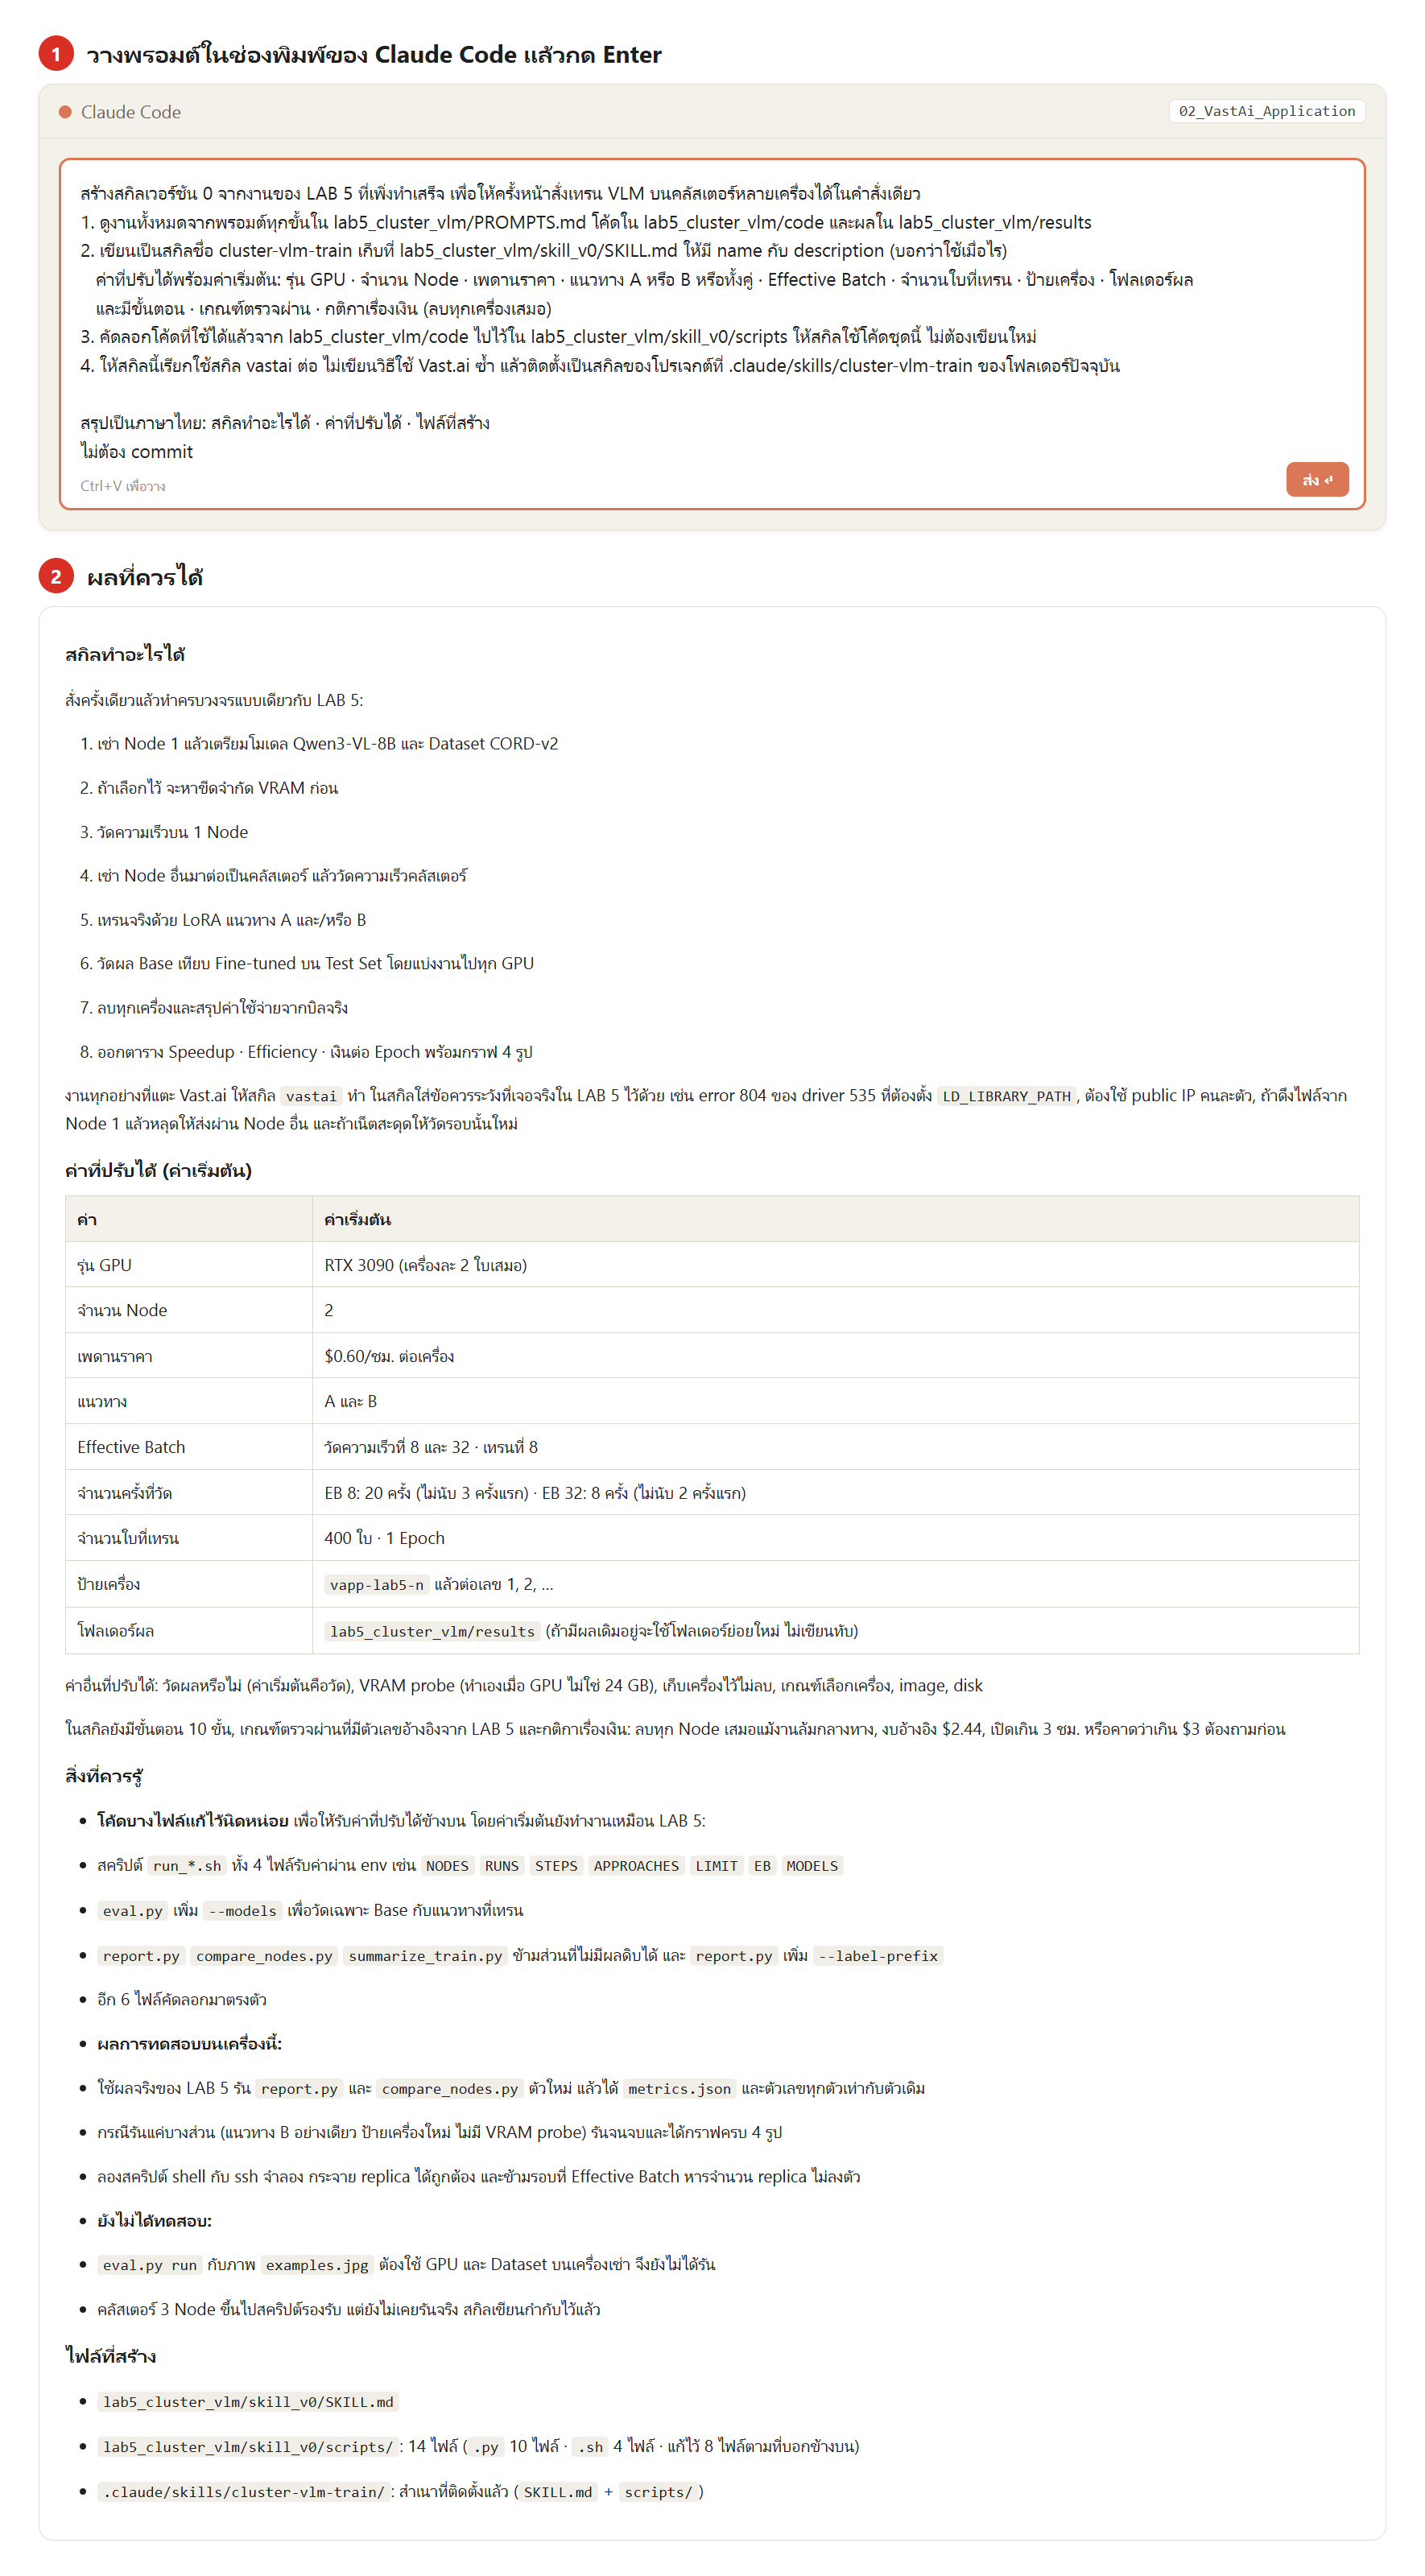 1 วางพรอมต์ในช่องพิมพ์ของ Claude Code แล้วกด Enter
Claude Code
02_VastAi_Application
สร้างสกิลเวอร์ชัน 0 จากงานของ LAB 5 ที่เพิ่งทำเสร็จ เพื่อให้ครั้งหน้าสั่งเทรน VLM บนคลัสเตอร์หลายเครื่องได้ในคำสั่งเดียว
1. ดูงานทั้งหมดจากพรอมต์ทุกขั้นใน lab5_cluster_vlm/PROMPTS.md โค้ดใน lab5_cluster_vlm/code และผลใน lab5_cluster_vlm/results
2. เขียนเป็นสกิลชื่อ cluster-vlm-train เก็บที่ lab5_cluster_vlm/skill_v0/SKILL.md ให้มี name กับ description (บอกว่าใช้เมื่อไร)
ค่าที่ปรับได้พร้อมค่าเริ่มต้น: รุ่น GPU · จำนวน Node · เพดานราคา · แนวทาง A หรือ B หรือทั้งคู่ · Effective Batch · จำนวนใบที่เทรน · ป้ายเครื่อง · โฟลเดอร์ผล
และมีขั้นตอน · เกณฑ์ตรวจผ่าน · กติกาเรื่องเงิน (ลบทุกเครื่องเสมอ)
3. คัดลอกโค้ดที่ใช้ได้แล้วจาก lab5_cluster_vlm/code ไปไว้ใน lab5_cluster_vlm/skill_v0/scripts ให้สกิลใช้โค้ดชุดนี้ ไม่ต้องเขียนใหม่
4. ให้สกิลนี้เรียกใช้สกิล vastai ต่อ ไม่เขียนวิธีใช้ Vast.ai ซ้ำ แล้วติดตั้งเป็นสกิลของโปรเจกต์ที่ .claude/skills/cluster-vlm-train ของโฟลเดอร์ปัจจุบัน
สรุปเป็นภาษาไทย: สกิลทำอะไรได้ · ค่าที่ปรับได้ · ไฟล์ที่สร้าง
ไม่ต้อง commit
Ctrl+V เพื่อวาง
ส่ง ↵
2 ผลที่ควรได้
สกิลทำอะไรได้
สั่งครั้งเดียวแล้วทำครบวงจรแบบเดียวกับ LAB 5:
1. เช่า Node 1 แล้วเตรียมโมเดล Qwen3-VL-8B และ Dataset CORD-v2
2. ถ้าเลือกไว้ จะหาขีดจำกัด VRAM ก่อน
3. วัดความเร็วบน 1 Node
4. เช่า Node อื่นมาต่อเป็นคลัสเตอร์ แล้ววัดความเร็วคลัสเตอร์
5. เทรนจริงด้วย LoRA แนวทาง A และ/หรือ B
6. วัดผล Base เทียบ Fine-tuned บน Test Set โดยแบ่งงานไปทุก GPU
7. ลบทุกเครื่องและสรุปค่าใช้จ่ายจากบิลจริง
8. ออกตาราง Speedup · Efficiency · เงินต่อ Epoch พร้อมกราฟ 4 รูป
งานทุกอย่างที่แตะ Vast.ai ให้สกิล vastai ทำ ในสกิลใส่ข้อควรระวังที่เจอจริงใน LAB 5 ไว้ด้วย เช่น error 804 ของ driver 535 ที่ต้องตั้ง LD_LIBRARY_PATH, ต้องใช้ public IP คนละตัว, ถ้าดึงไฟล์จาก
Node 1 แล้วหลุดให้ส่งผ่าน Node อื่น และถ้าเน็ตสะดุดให้วัดรอบนั้นใหม่
ค่าที่ปรับได้ (ค่าเริ่มต้น)
ค่า ค่าเริ่มต้น
รุ่น GPU RTX 3090 (เครื่องละ 2 ใบเสมอ)
จำนวน Node 2
เพดานราคา $0.60/ชม. ต่อเครื่อง
แนวทาง A และ B
Effective Batch วัดความเร็วที่ 8 และ 32 · เทรนที่ 8
จำนวนครั้งที่วัด EB 8: 20 ครั้ง (ไม่นับ 3 ครั้งแรก) · EB 32: 8 ครั้ง (ไม่นับ 2 ครั้งแรก)
จำนวนใบที่เทรน 400 ใบ · 1 Epoch
ป้ายเครื่อง vapp-lab5-n แล้วต่อเลข 1, 2, ...
โฟลเดอร์ผล lab5_cluster_vlm/results (ถ้ามีผลเดิมอยู่จะใช้โฟลเดอร์ย่อยใหม่ ไม่เขียนทับ)
ค่าอื่นที่ปรับได้: วัดผลหรือไม่ (ค่าเริ่มต้นคือวัด), VRAM probe (ทำเองเมื่อ GPU ไม่ใช่ 24 GB), เก็บเครื่องไว้ไม่ลบ, เกณฑ์เลือกเครื่อง, image, disk
ในสกิลยังมีขั้นตอน 10 ขั้น, เกณฑ์ตรวจผ่านที่มีตัวเลขอ้างอิงจาก LAB 5 และกติกาเรื่องเงิน: ลบทุก Node เสมอแม้งานล้มกลางทาง, งบอ้างอิง $2.44, เปิดเกิน 3 ชม. หรือคาดว่าเกิน $3 ต้องถามก่อน
สิ่งที่ควรรู้
โค้ดบางไฟล์แก้ไว้นิดหน่อย เพื่อให้รับค่าที่ปรับได้ข้างบน โดยค่าเริ่มต้นยังทำงานเหมือน LAB 5:
สคริปต์ run_*.sh ทั้ง 4 ไฟล์รับค่าผ่าน env เช่น NODES RUNS STEPS APPROACHES LIMIT EB MODELS
eval.py เพิ่ม --models เพื่อวัดเฉพาะ Base กับแนวทางที่เทรน
report.py compare_nodes.py summarize_train.py ข้ามส่วนที่ไม่มีผลดิบได้ และ report.py เพิ่ม --label-prefix
อีก 6 ไฟล์คัดลอกมาตรงตัว
ผลการทดสอบบนเครื่องนี้:
ใช้ผลจริงของ LAB 5 รัน report.py และ compare_nodes.py ตัวใหม่ แล้วได้ metrics.json และตัวเลขทุกตัวเท่ากับตัวเดิม
กรณีรันแค่บางส่วน (แนวทาง B อย่างเดียว ป้ายเครื่องใหม่ ไม่มี VRAM probe) รันจนจบและได้กราฟครบ 4 รูป
ลองสคริปต์ shell กับ ssh จำลอง กระจาย replica ได้ถูกต้อง และข้ามรอบที่ Effective Batch หารจำนวน replica ไม่ลงตัว
ยังไม่ได้ทดสอบ:
eval.py run กับภาพ examples.jpg ต้องใช้ GPU และ Dataset บนเครื่องเช่า จึงยังไม่ได้รัน
คลัสเตอร์ 3 Node ขึ้นไปสคริปต์รองรับ แต่ยังไม่เคยรันจริง สกิลเขียนกำกับไว้แล้ว
ไฟล์ที่สร้าง
lab5_cluster_vlm/skill_v0/SKILL.md
lab5_cluster_vlm/skill_v0/scripts/: 14 ไฟล์ (.py 10 ไฟล์ · .sh 4 ไฟล์ · แก้ไว้ 8 ไฟล์ตามที่บอกข้างบน)
.claude/skills/cluster-vlm-train/: สำเนาที่ติดตั้งแล้ว (SKILL.md + scripts/)